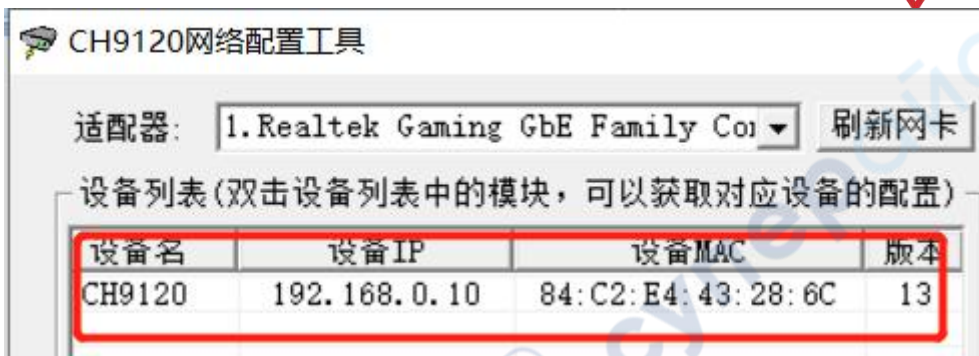 CH9120网络配置工具
适配器: 1.Realtek Gaming GbE Family 刷新网卡
设备列表(双击设备列表中的模块，可以获取对应设备的配置)
设备名 设备IP 设备MAC 版本
CH9120 192.168.0.10 84:C2:E4:43:28:6C 13